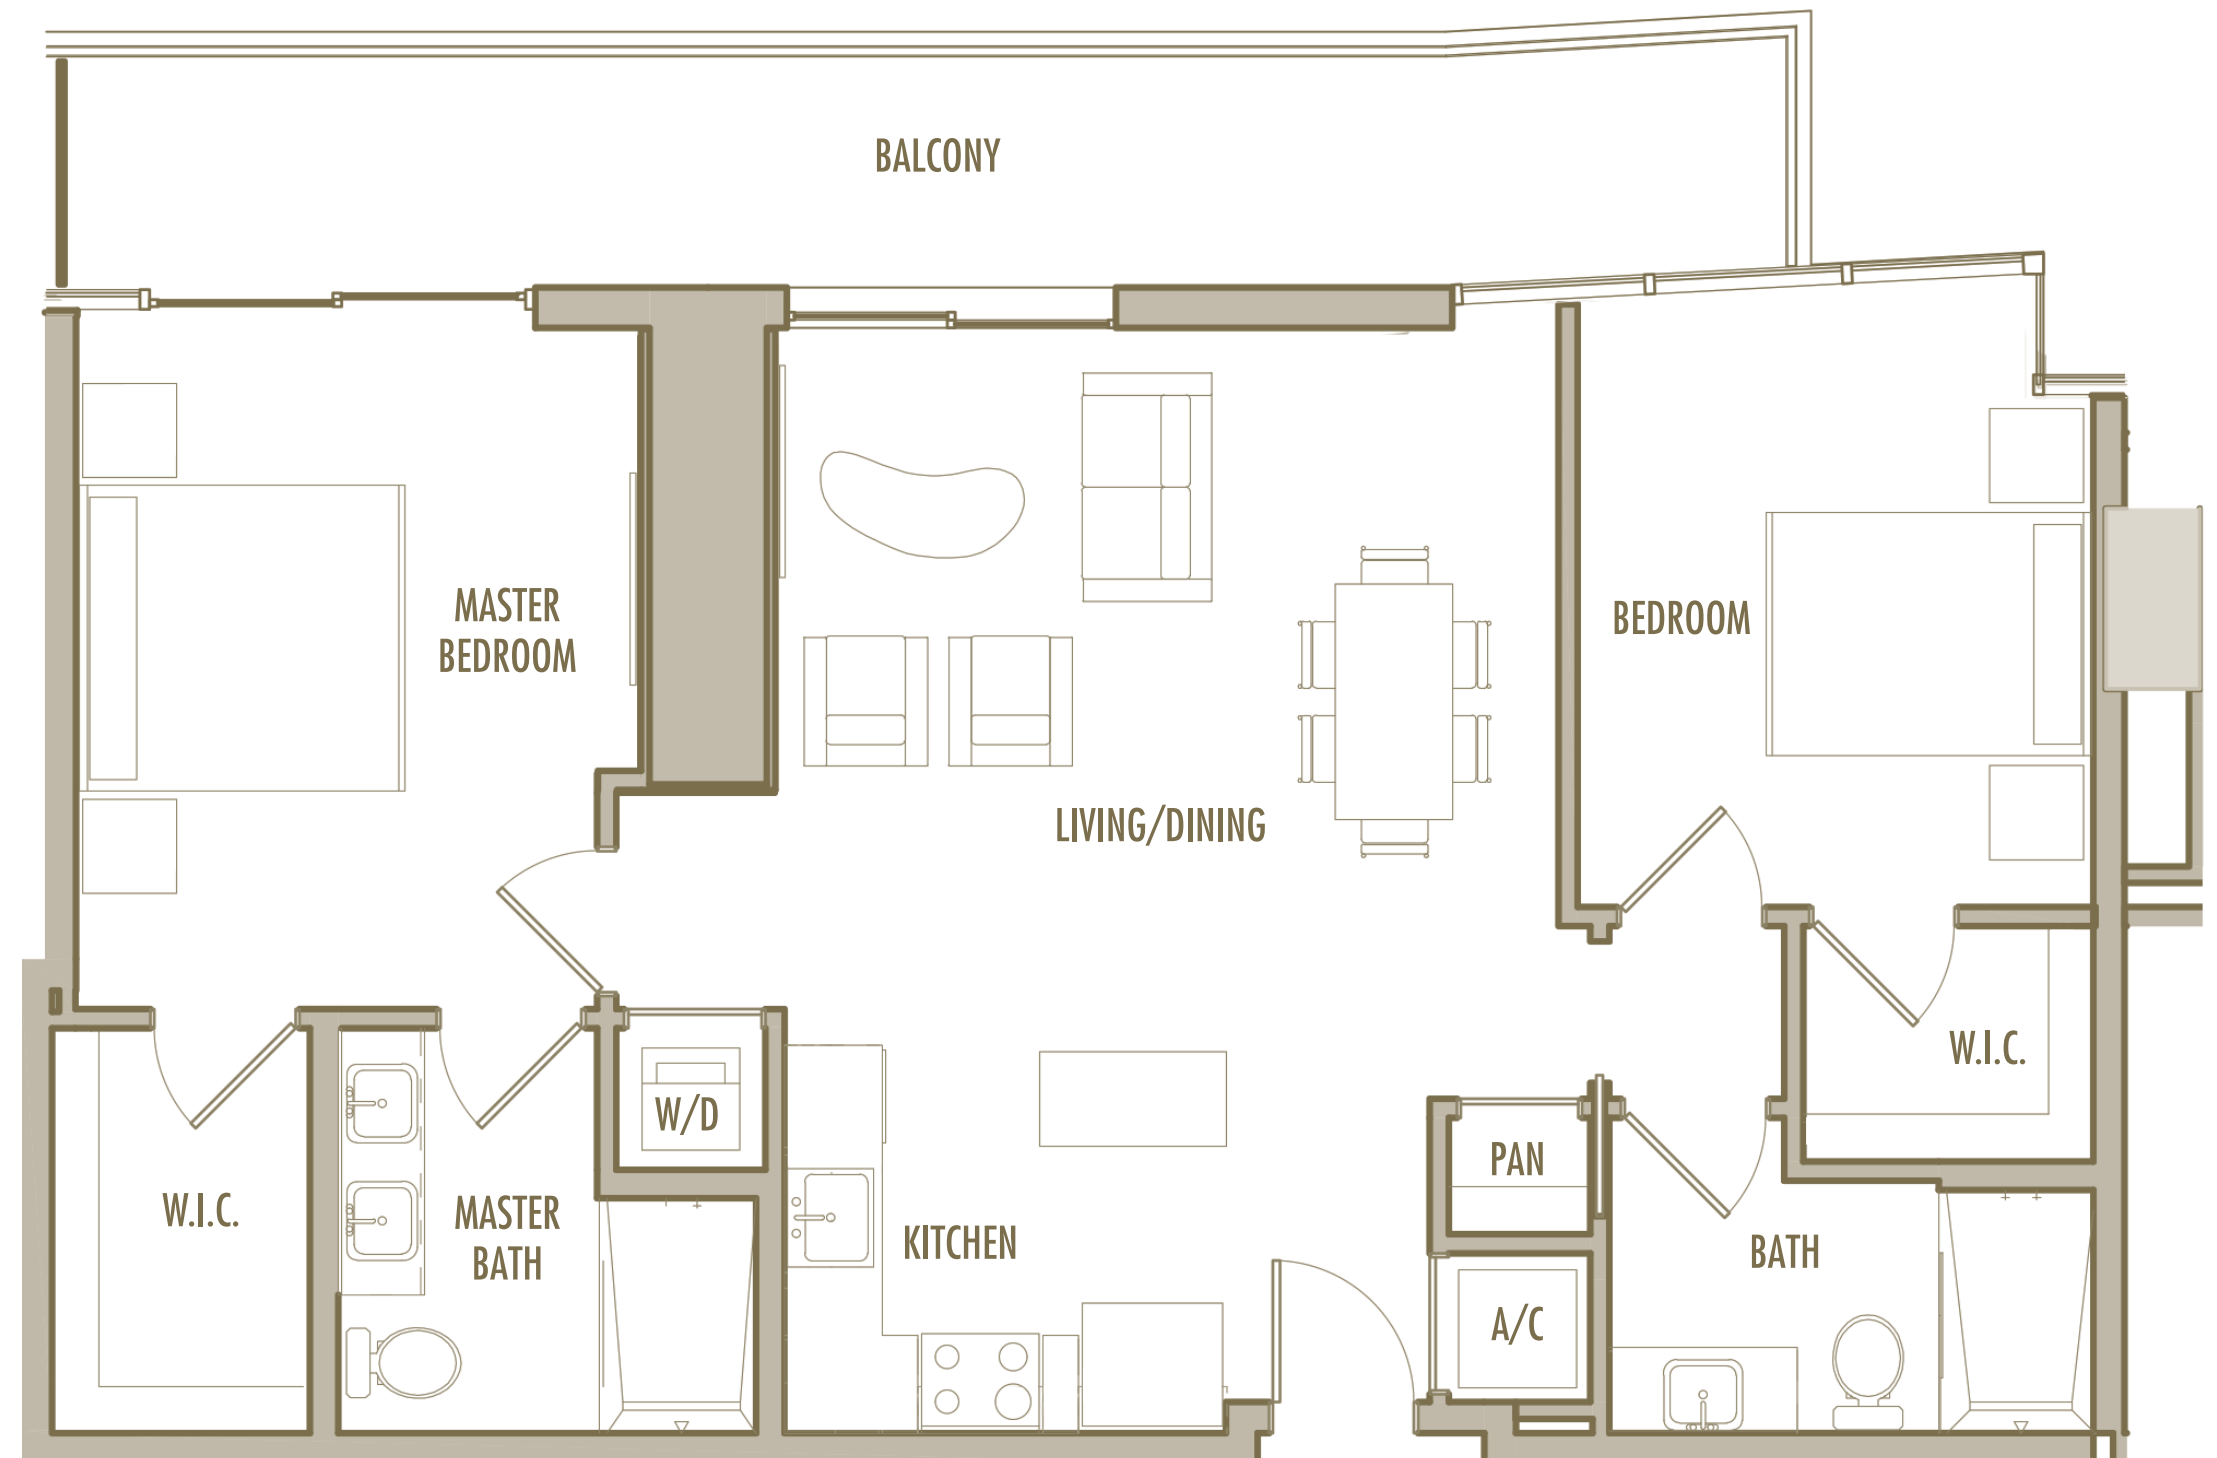 BALCONY
MASTER
BEDROOM
BEDROOM
LIVING/DINING
W.I.C.
W/D
PAN
W.I.C.
MASTER
BATH
KITCHEN
BATH
A/C